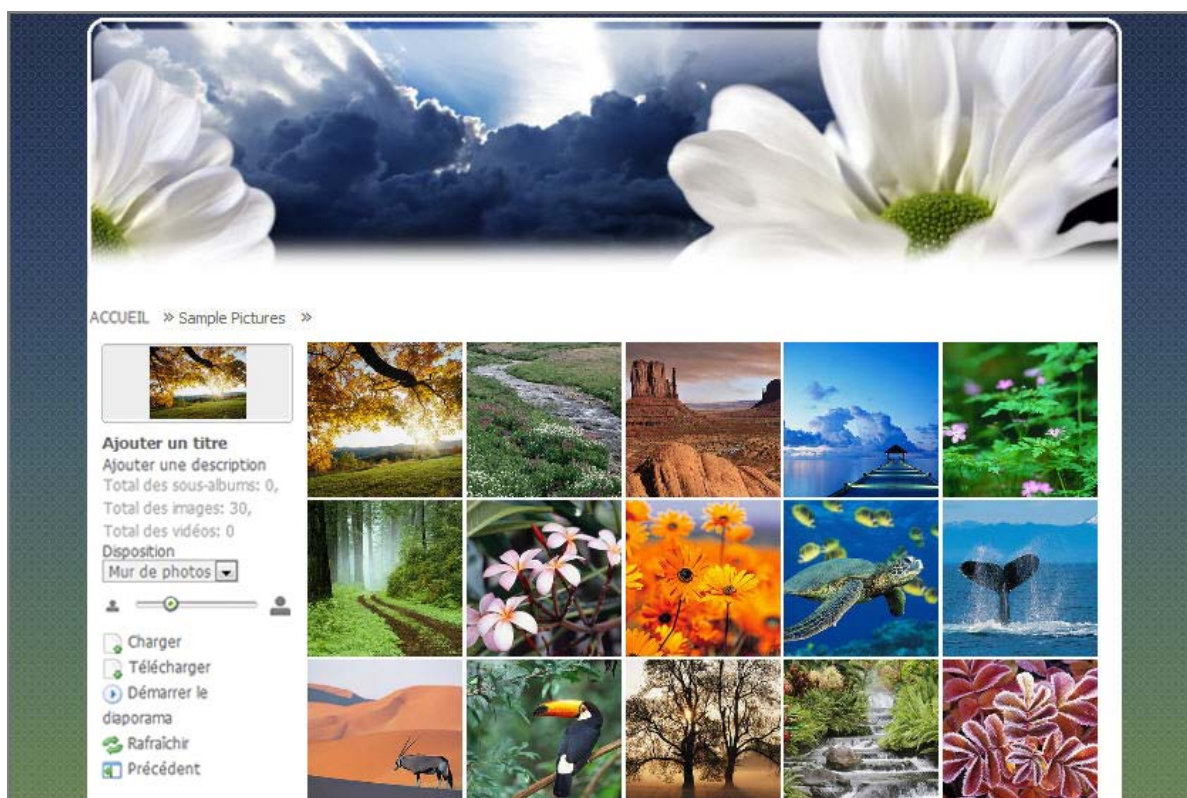 ACCUEIL » Sample Pictures »
Ajouter un titre
Ajouter une description
Total des sous-albums: 0,
Total des images: 30,
Total des vidéos: 0
Disposition
Mur de photos
Charger
Télécharger
Démarrer le
diaporama
Rafraîchir
Précédent